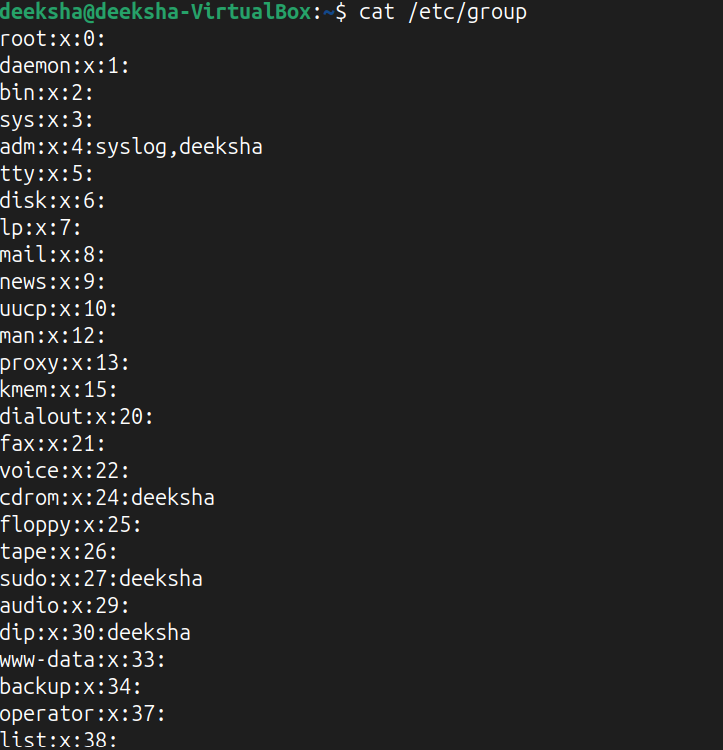 deeksha@deeksha-VirtualBox:~$ cat /etc/group
root:x:0:
daemon:x:1:
bin:x:2:
sys:x:3:
adm:x:4:syslog,deeksha
tty:x:5:
disk:x:6:
lp:x:7:
mail:x:8:
news:x:9:
uucp:x:10:
man:x:12:
proxy:x:13:
kmem:x:15:
dialout:x:20:
fax:x:21:
voice:x:22:
cdrom:x:24:deeksha
floppy:x:25:
tape:x:26:
sudo:x:27:deeksha
audio:x:29:
dip:x:30:deeksha
www-data:x:33:
backup:x:34:
operator:x:37:
list:x:38: